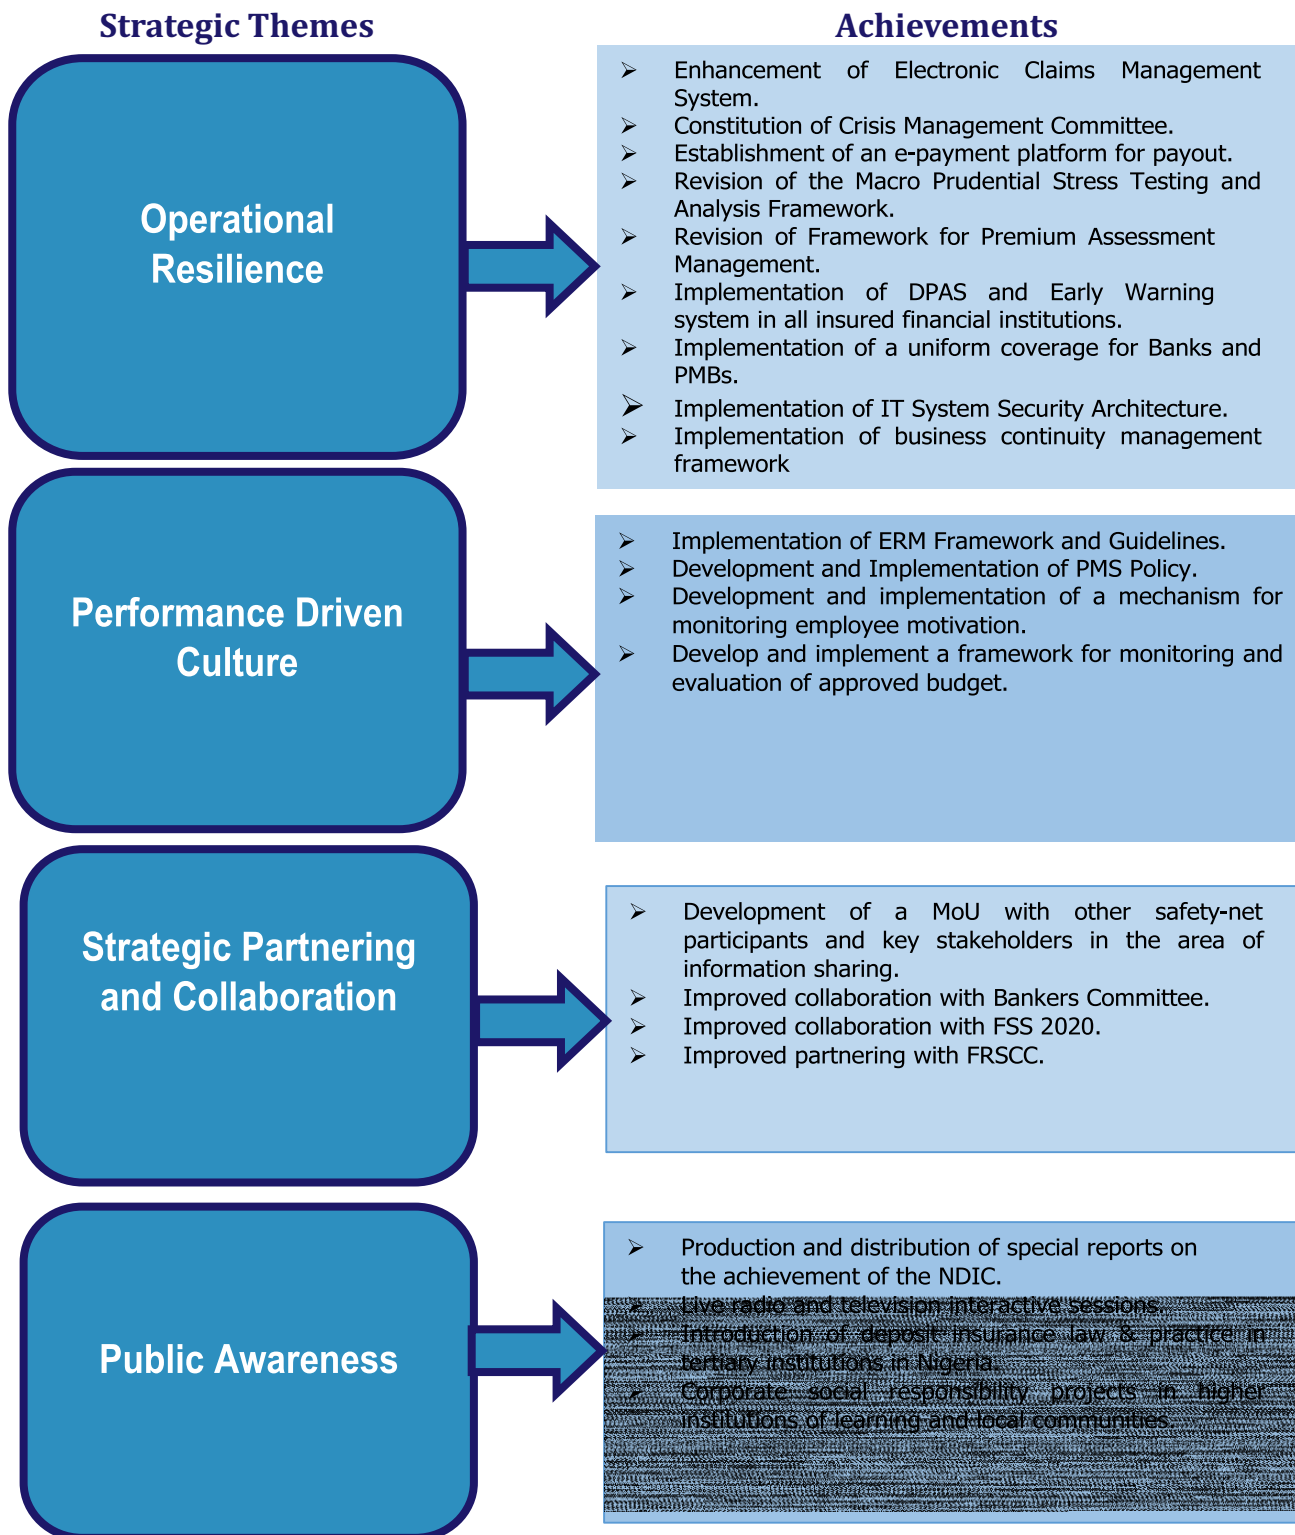 Strategic Themes
Achievements
Operational
Resilience
➢ Enhancement of Electronic Claims Management
System.
➢ Constitution of Crisis Management Committee.
➢ Establishment of an e-payment platform for payout.
➢ Revision of the Macro Prudential Stress Testing and
Analysis Framework.
➢ Revision of Framework for Premium Assessment
Management.
➢ Implementation of DPAS and Early Warning
system in all insured financial institutions.
➢ Implementation of a uniform coverage for Banks and
PMBs.
➢ Implementation of IT System Security Architecture.
➢ Implementation of business continuity management
framework
Performance Driven
Culture
➢ Implementation of ERM Framework and Guidelines.
➢ Development and Implementation of PMS Policy.
➢ Development and implementation of a mechanism for
monitoring employee motivation.
➢ Develop and implement a framework for monitoring and
evaluation of approved budget.
Strategic Partnering
and Collaboration
➢ Development of a MoU with other safety-net
participants and key stakeholders in the area of
information sharing.
➢ Improved collaboration with Bankers Committee.
➢ Improved collaboration with FSS 2020.
➢ Improved partnering with FRSCC.
Public Awareness
➢ Production and distribution of special reports on
the achievement of the NDIC.
➢ Live radio and television interactive sessions.
➢ Introduction of deposit insurance law & practice in
tertiary institutions in Nigeria.
➢ Corporate social responsibility projects in higher
institutions of learning and local communities.